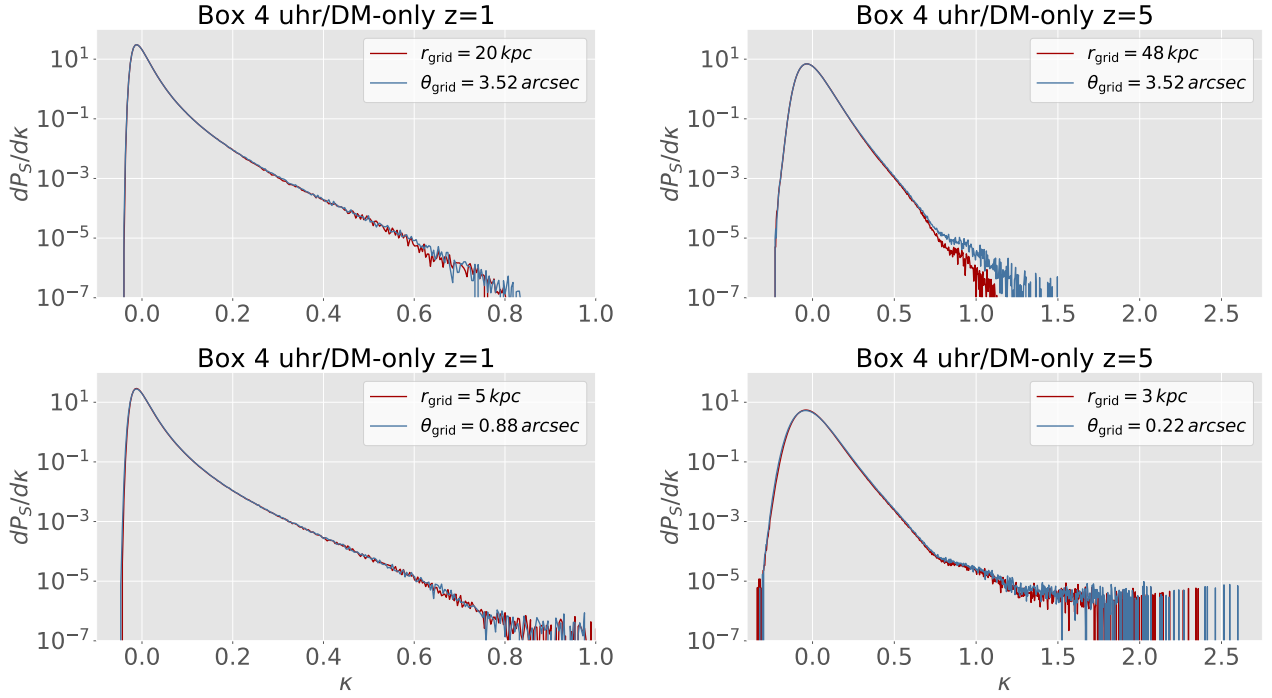 Box 4 uhr/DM-only z=1
r_grid = 20 kpc
θ_grid = 3.52 arcsec
dP_S/dκ
10^1
10^−1
10^−3
10^−5
10^−7
0.0 0.2 0.4 0.6 0.8 1.0
Box 4 uhr/DM-only z=5
r_grid = 48 kpc
θ_grid = 3.52 arcsec
dP_S/dκ
10^1
10^−1
10^−3
10^−5
10^−7
0.0 0.5 1.0 1.5 2.0 2.5
Box 4 uhr/DM-only z=1
r_grid = 5 kpc
θ_grid = 0.88 arcsec
dP_S/dκ
10^1
10^−1
10^−3
10^−5
10^−7
0.0 0.2 0.4 0.6 0.8 1.0
κ
Box 4 uhr/DM-only z=5
r_grid = 3 kpc
θ_grid = 0.22 arcsec
dP_S/dκ
10^1
10^−1
10^−3
10^−5
10^−7
0.0 0.5 1.0 1.5 2.0 2.5
κ